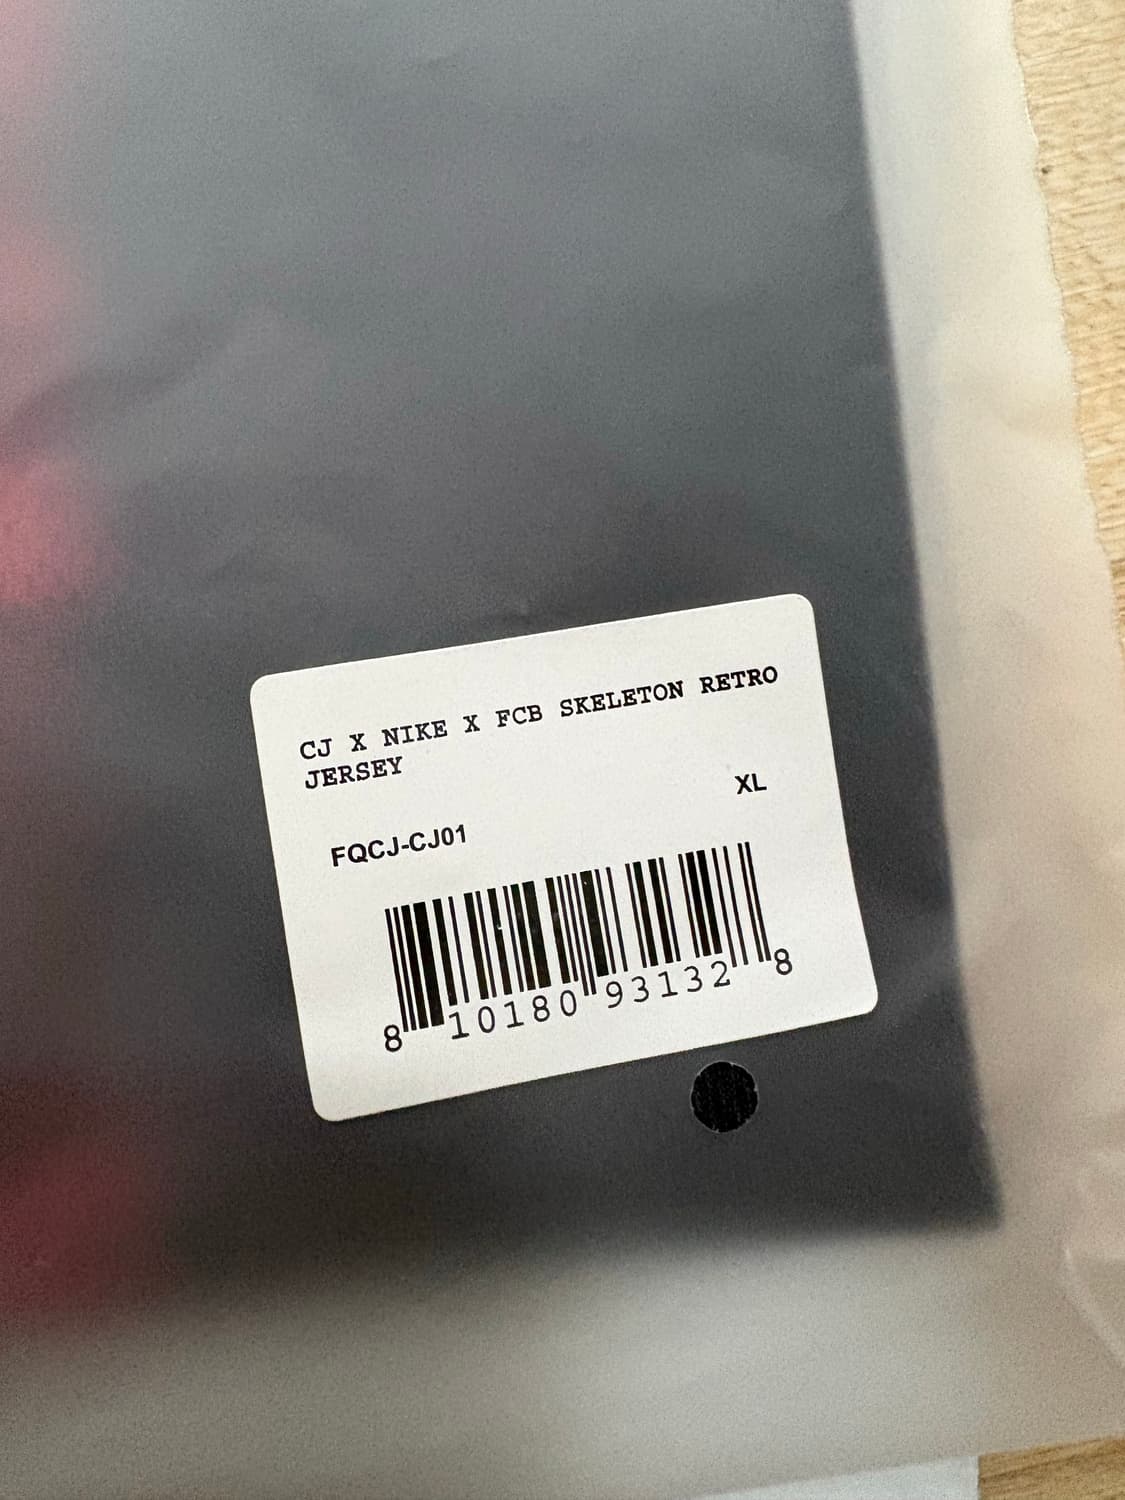 CJ X NIKE X FCB SKELETON RETRO
JERSEY
XL
FQCJ-CJ01
8 10180 93132 8